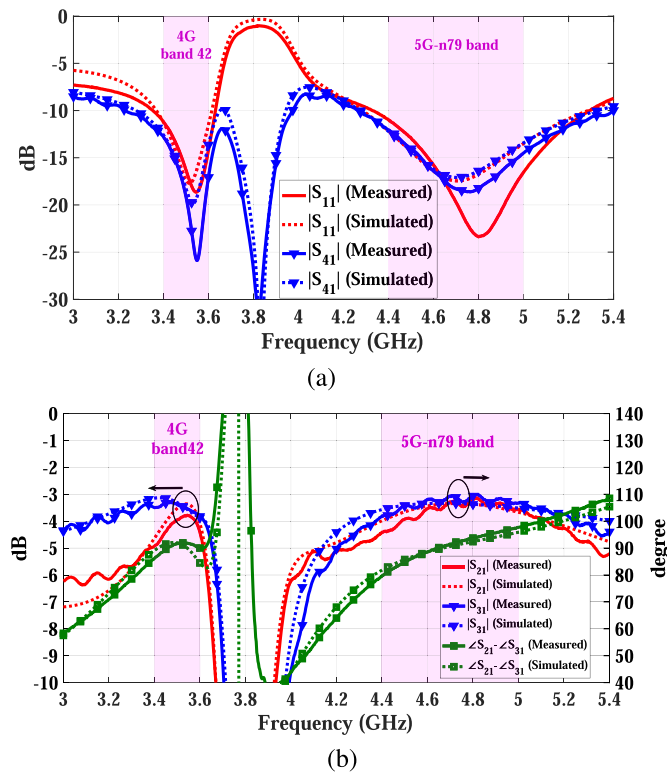 4G
band 42
5G-n79 band
0
-5
-10
-15
-20
-25
-30
dB
|S11| (Measured)
|S11| (Simulated)
|S41| (Measured)
|S41| (Simulated)
3 3.2 3.4 3.6 3.8 4 4.2 4.4 4.6 4.8 5 5.2 5.4
Frequency (GHz)
(a)
4G
band42
5G-n79 band
0
-1
-2
-3
-4
-5
-6
-7
-8
-9
-10
dB
140
130
120
110
100
90
80
70
60
50
40
degree
|S21| (Measured)
|S21| (Simulated)
|S31| (Measured)
|S31| (Simulated)
∠S21-∠S31 (Measured)
∠S21-∠S31 (Simulated)
3 3.2 3.4 3.6 3.8 4 4.2 4.4 4.6 4.8 5 5.2 5.4
Frequency (GHz)
(b)